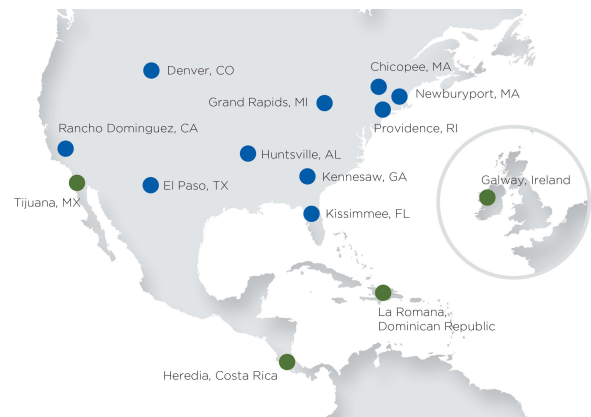 Chicopee, MA
Denver, CO
Newburyport, MA
Grand Rapids, MI
Rancho Dominguez, CA
Providence, RI
Huntsville, AL
Kennesaw, GA
Galway, Ireland
El Paso, TX
Tijuana, MX
Kissimmee, FL
La Romana,
Dominican Republic
Heredia, Costa Rica